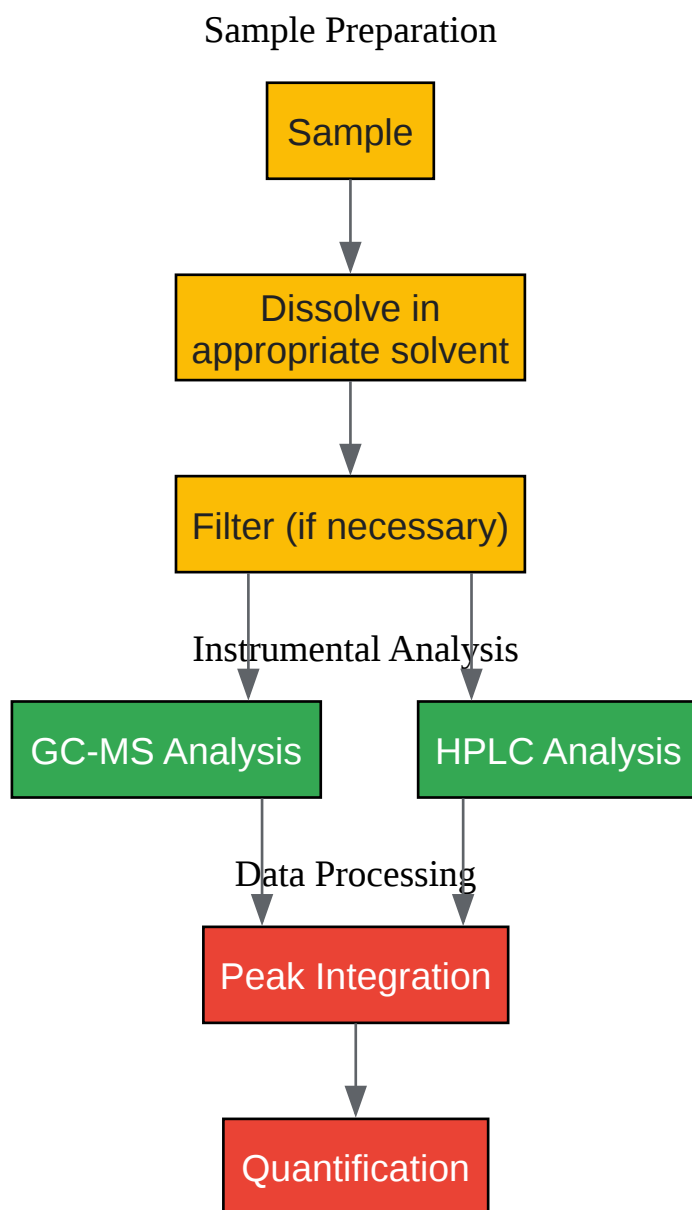 Sample Preparation
Sample
Dissolve in
appropriate solvent
Filter (if necessary)
Instrumental Analysis
GC-MS Analysis
HPLC Analysis
Data Processing
Peak Integration
Quantification